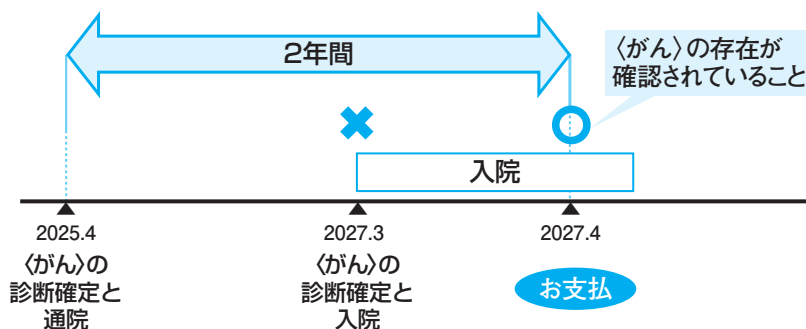 2年間
〈がん〉の存在が
確認されていること
入院
2025.4
〈がん〉の
診断確定と
通院
2027.3
〈がん〉の
診断確定と
入院
2027.4
お支払